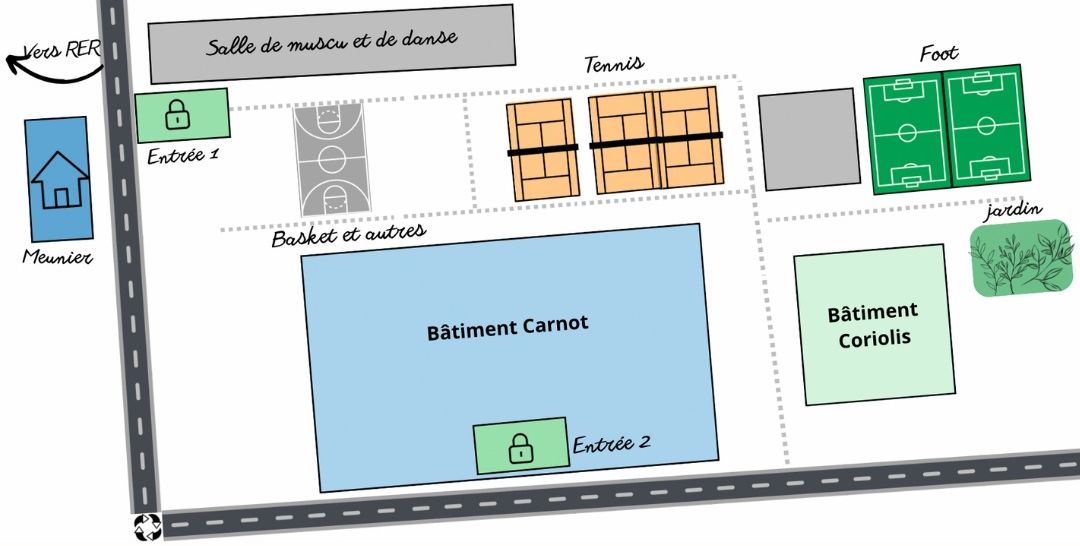 Vers RER
Salle de muscu et de danse
Tennis
Foot
Entrée 1
Meunier
Basket et autres
jardin
Bâtiment Carnot
Bâtiment
Coriolis
Entrée 2